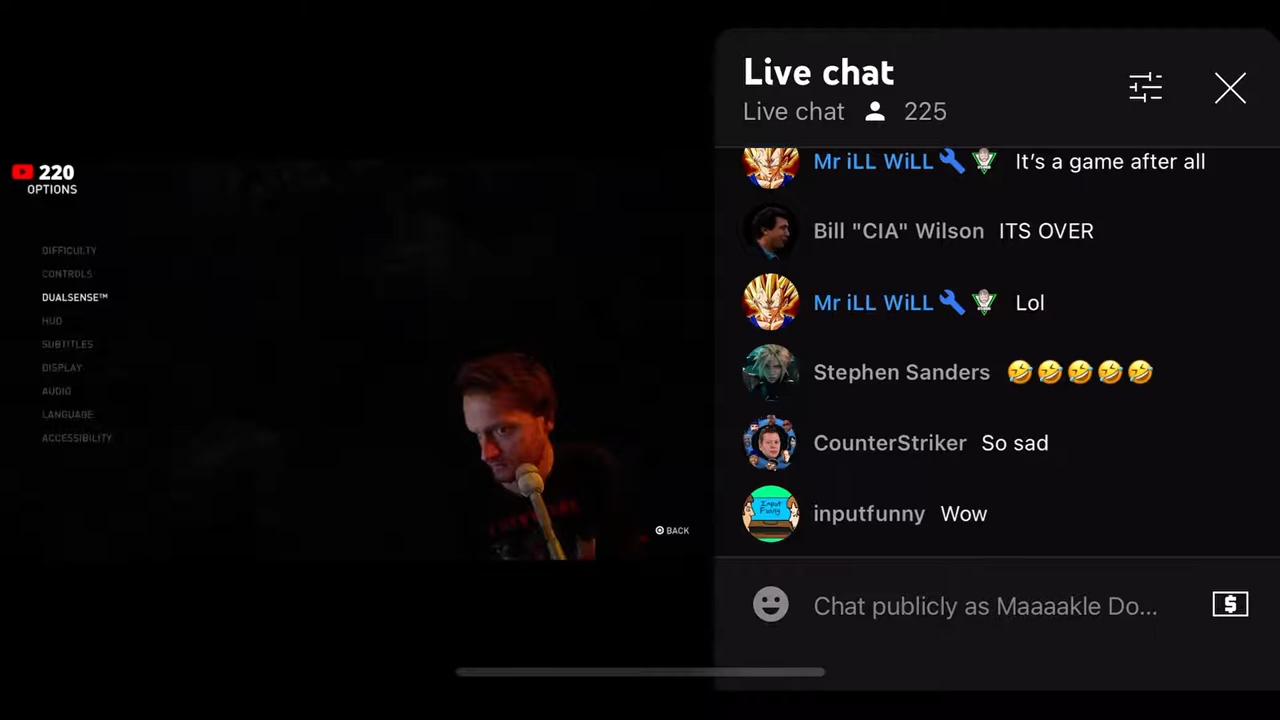 220
OPTIONS
DIFFICULTY
CONTROLS
DUALSENSE™
HUD
SUBTITLES
DISPLAY
AUDIO
LANGUAGE
ACCESSIBILITY
BACK
Live chat
Live chat 225
Mr iLL WiLL It’s a game after all
Bill "CIA" Wilson ITS OVER
Mr iLL WiLL Lol
Stephen Sanders 🤣🤣🤣🤣🤣
CounterStriker So sad
Input
Funny
inputfunny Wow
Chat publicly as Maaaakle Do...
$